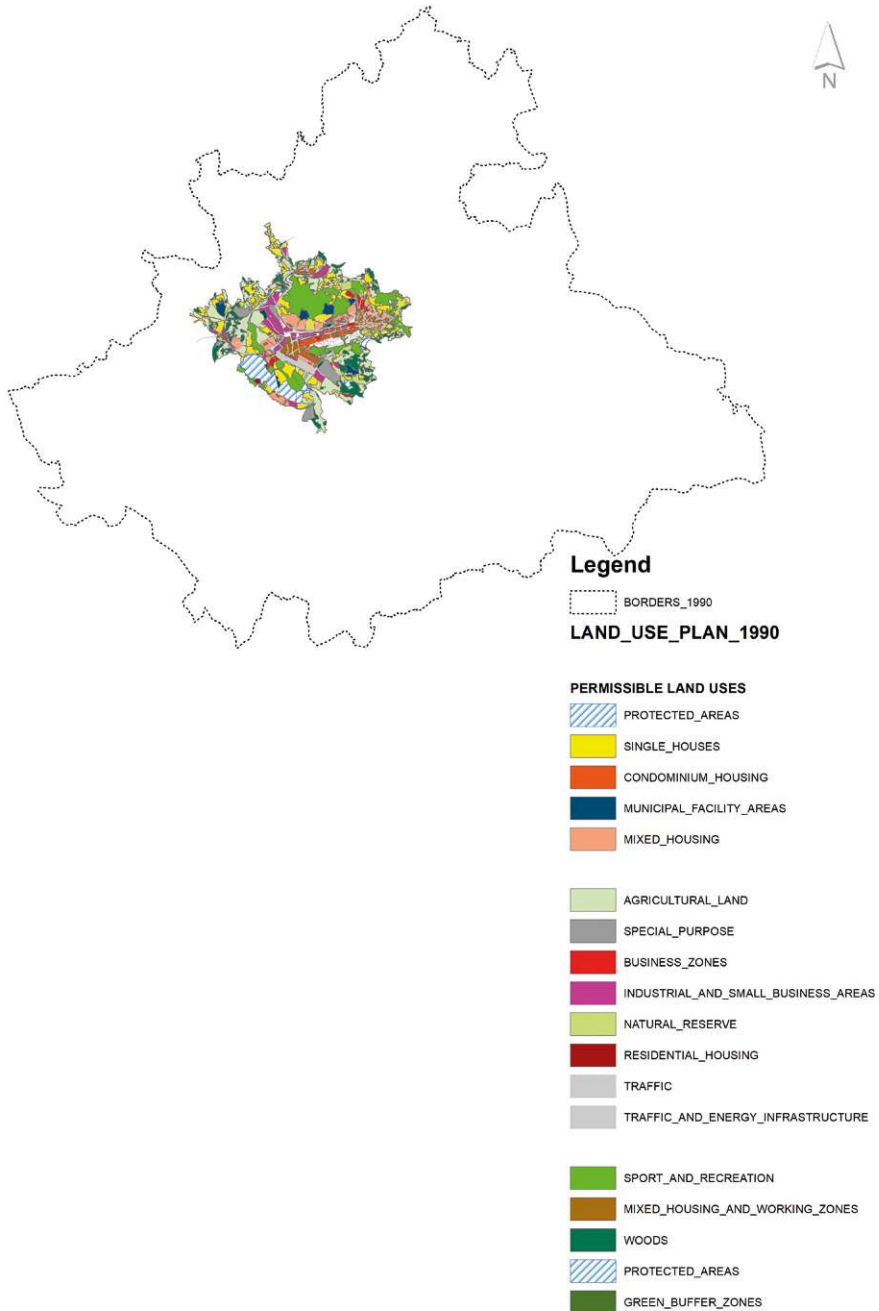 N
Legend
BORDERS_1990
LAND_USE_PLAN_1990
PERMISSIBLE LAND USES
PROTECTED_AREAS
SINGLE_HOUSES
CONDOMINIUM_HOUSING
MUNICIPAL_FACILITY_AREAS
MIXED_HOUSING
AGRICULTURAL_LAND
SPECIAL_PURPOSE
BUSINESS_ZONES
INDUSTRIAL_AND_SMALL_BUSINESS_AREAS
NATURAL_RESERVE
RESIDENTIAL_HOUSING
TRAFFIC
TRAFFIC_AND_ENERGY_INFRASTRUCTURE
SPORT_AND_RECREATION
MIXED_HOUSING_AND_WORKING_ZONES
WOODS
PROTECTED_AREAS
GREEN_BUFFER_ZONES